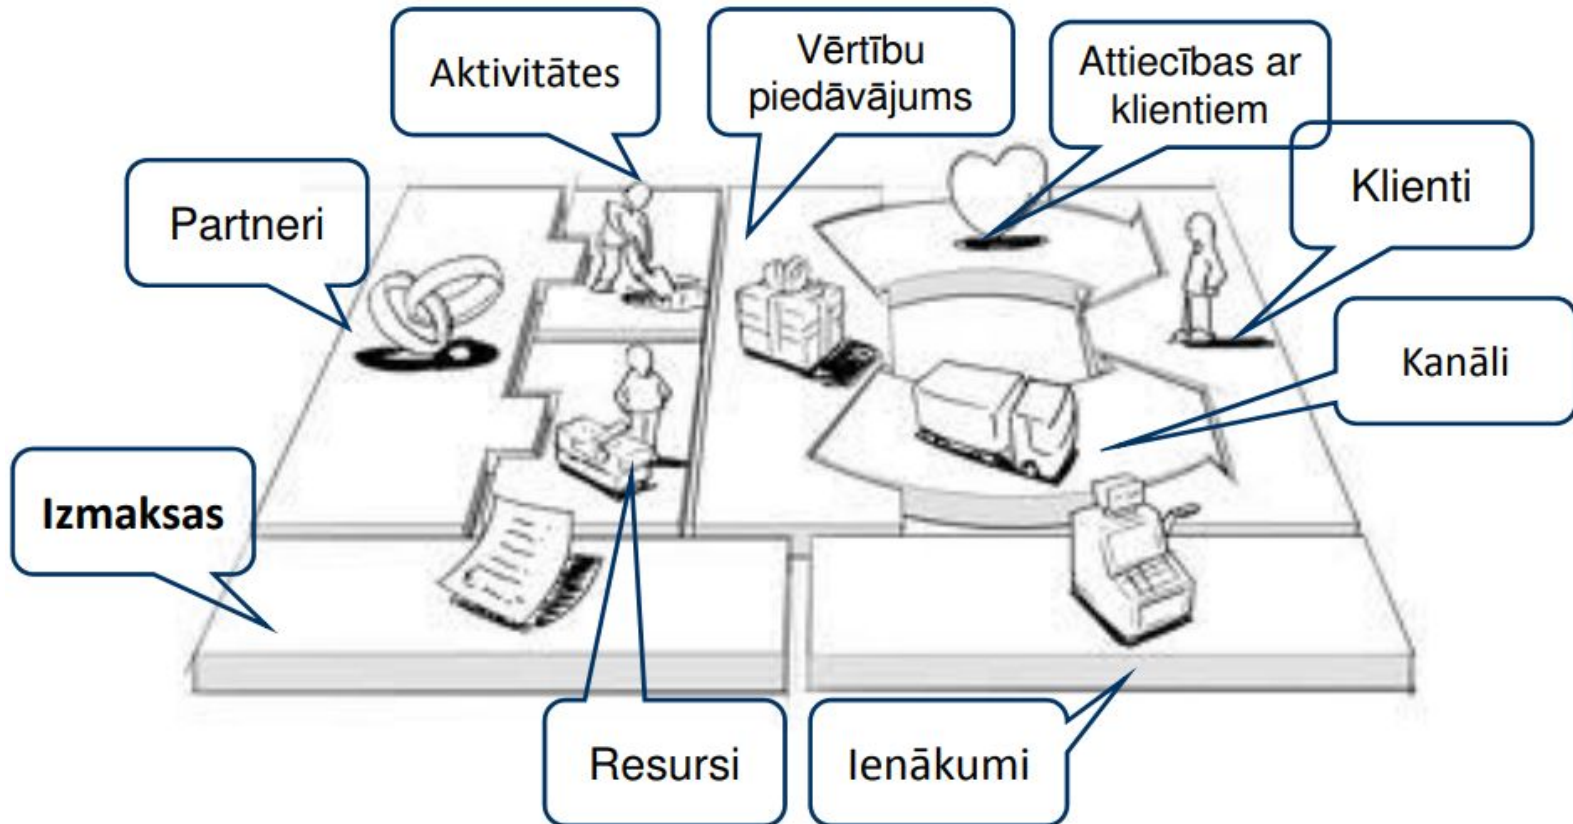 Aktivitātes
Vērtību
piedāvājums
Attiecības ar
klientiem
Partneri
Klienti
Kanāli
Izmaksas
Resursi
Ienākumi